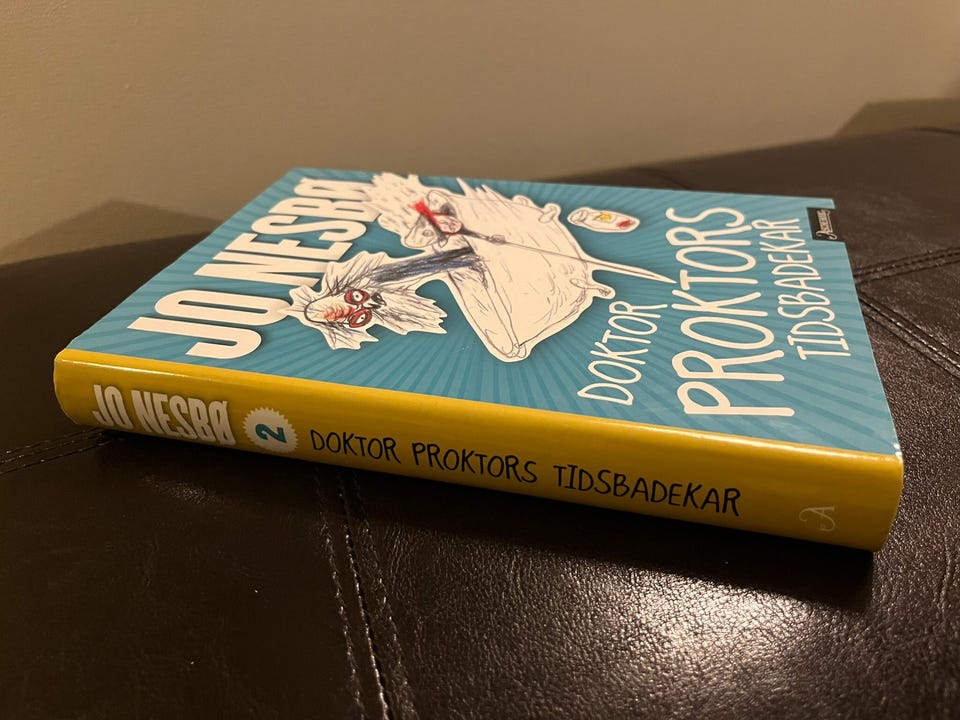 JO NESBØ
DOKTOR
PROKTORS
TIDSBADEKAR
JO NESBØ
2
DOKTOR PROKTORS TIDSBADEKAR
A